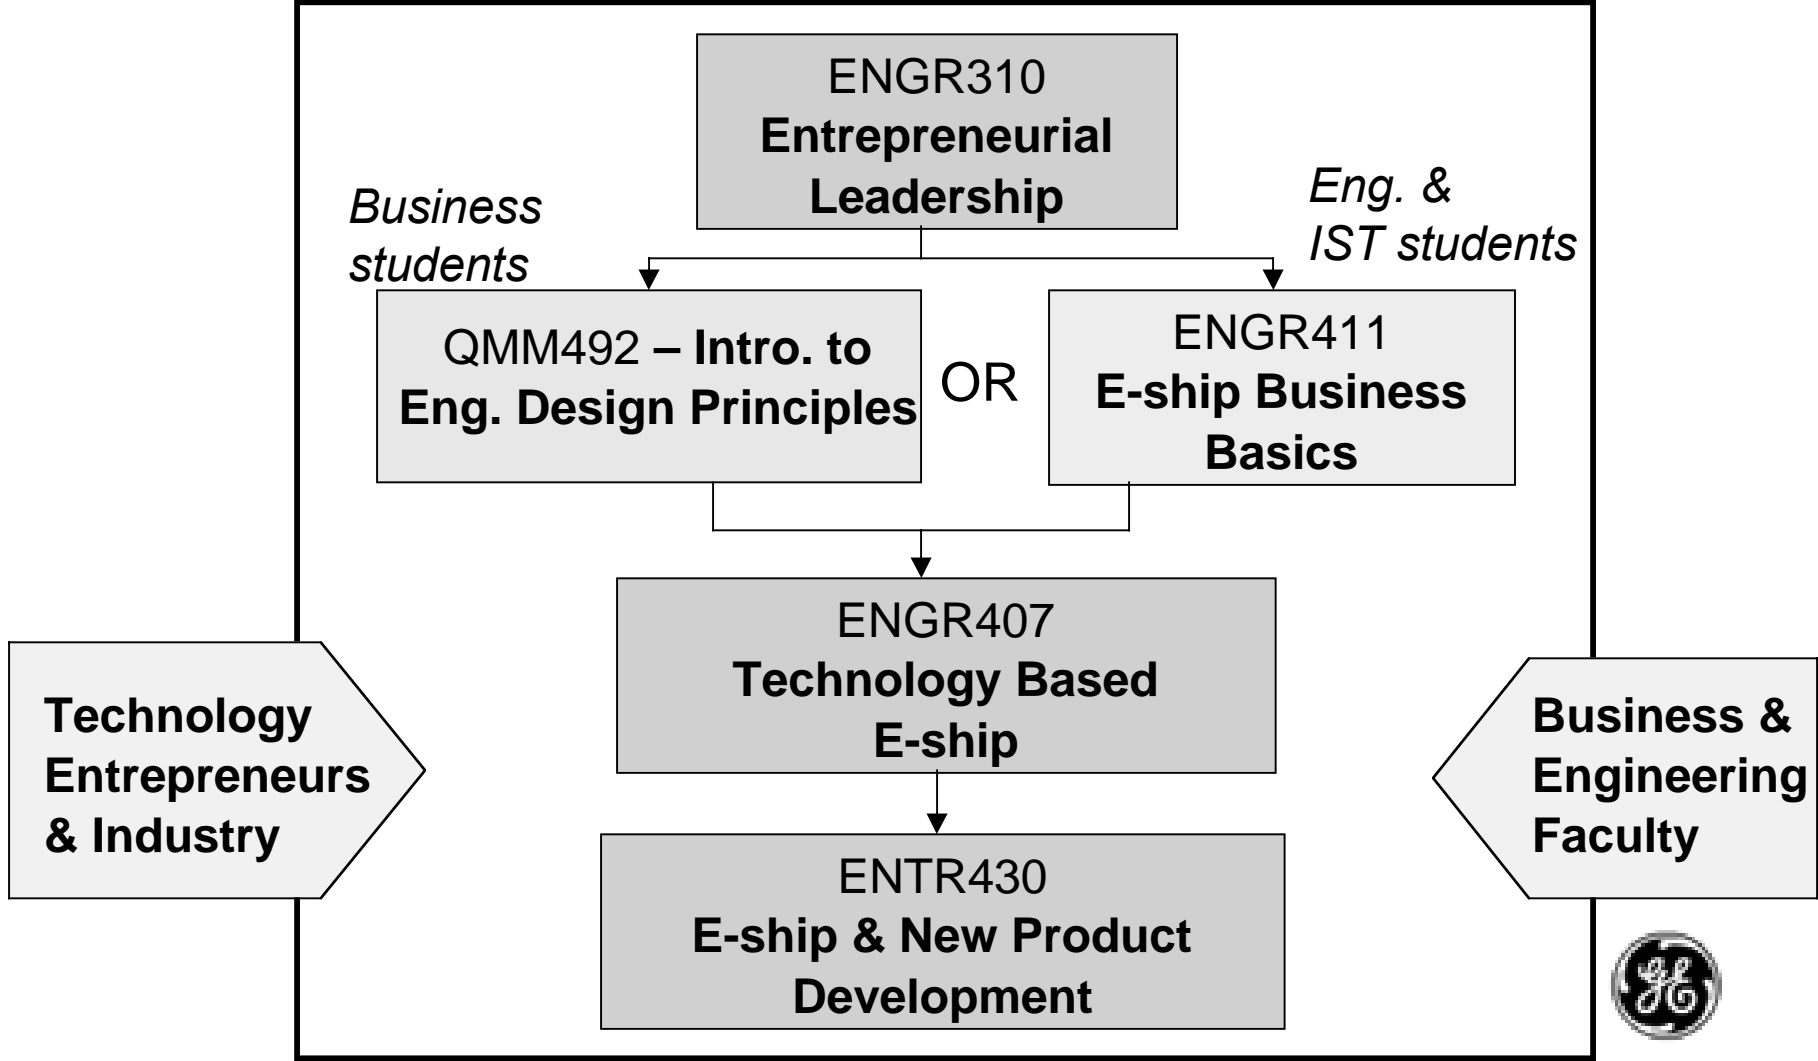 ENGR310
Entrepreneurial
Leadership
Business
students
Eng. &
IST students
QMM492 – Intro. to
Eng. Design Principles
OR
ENGR411
E-ship Business
Basics
ENGR407
Technology Based
E-ship
Technology
Entrepreneurs
& Industry
Business &
Engineering
Faculty
ENTR430
E-ship & New Product
Development
GE